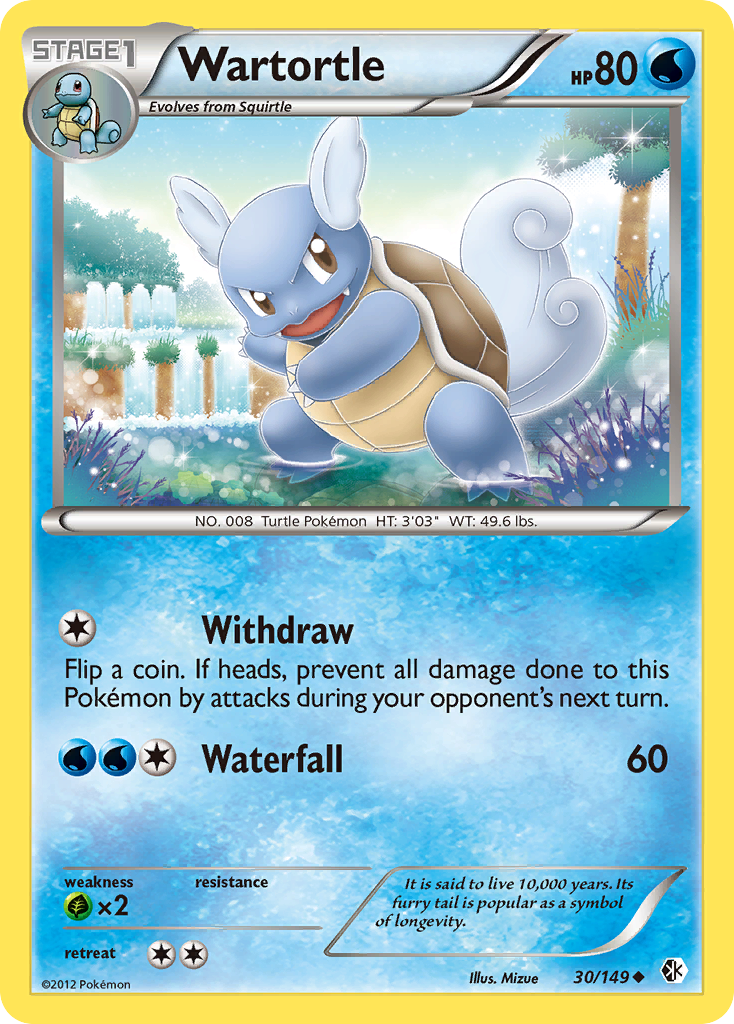 STAGE1
Wartortle
HP80
Evolves from Squirtle
NO. 008 Turtle Pokémon HT: 3'03" WT: 49.6 lbs.
Withdraw
Flip a coin. If heads, prevent all damage done to this
Pokémon by attacks during your opponent's next turn.
Waterfall 60
weakness resistance
×2
It is said to live 10,000 years. Its
furry tail is popular as a symbol
of longevity.
retreat
©2012 Pokémon
Illus. Mizue 30/149